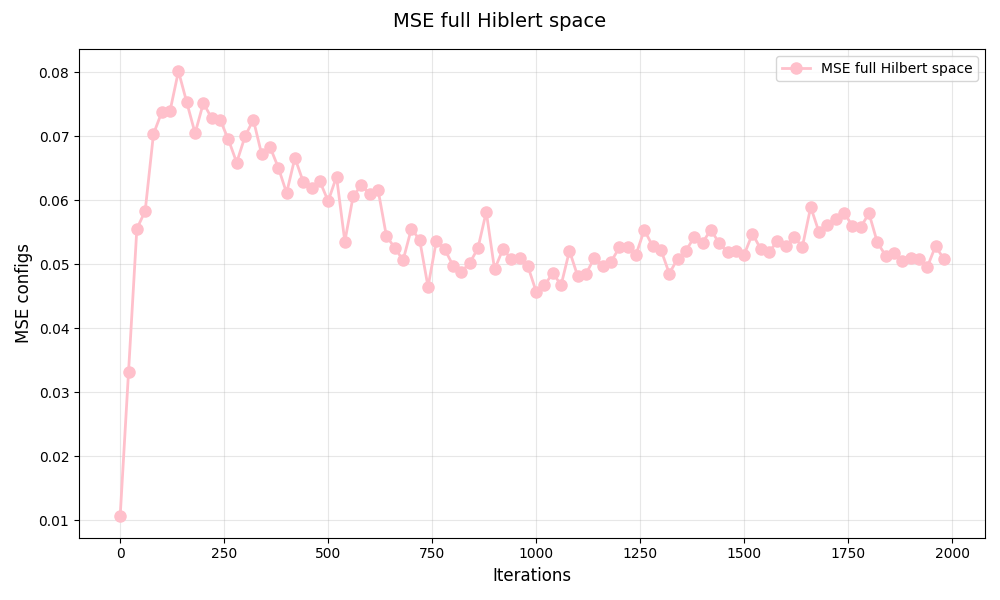 MSE full Hiblert space
MSE full Hilbert space
MSE configs
0.08
0.07
0.06
0.05
0.04
0.03
0.02
0.01
0 250 500 750 1000 1250 1500 1750 2000
Iterations